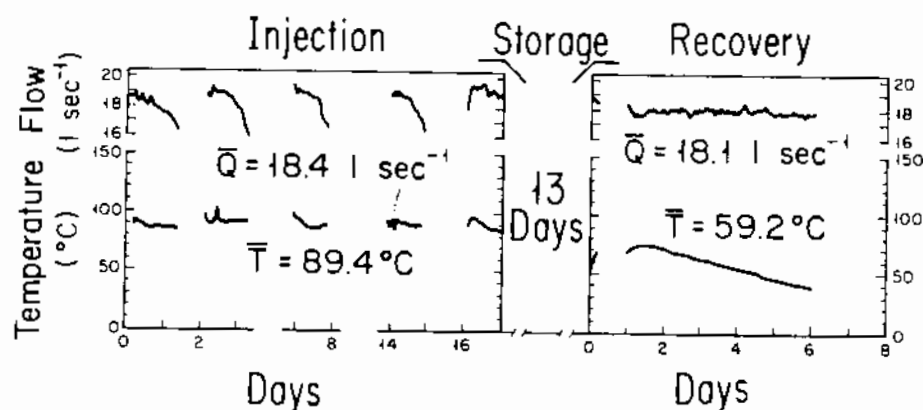 Injection Storage Recovery
Temperature Flow
(°C) (l sec⁻¹)
20
18
16
150
100
50
0
Q̅ = 18.4 l sec⁻¹
T̅ = 89.4°C
0 2 8 14 16
Days
13
Days
20
18
16
150
100
50
0
Q̅ = 18.1 l sec⁻¹
T̿ = 59.2°C
0 2 4 6 8
Days